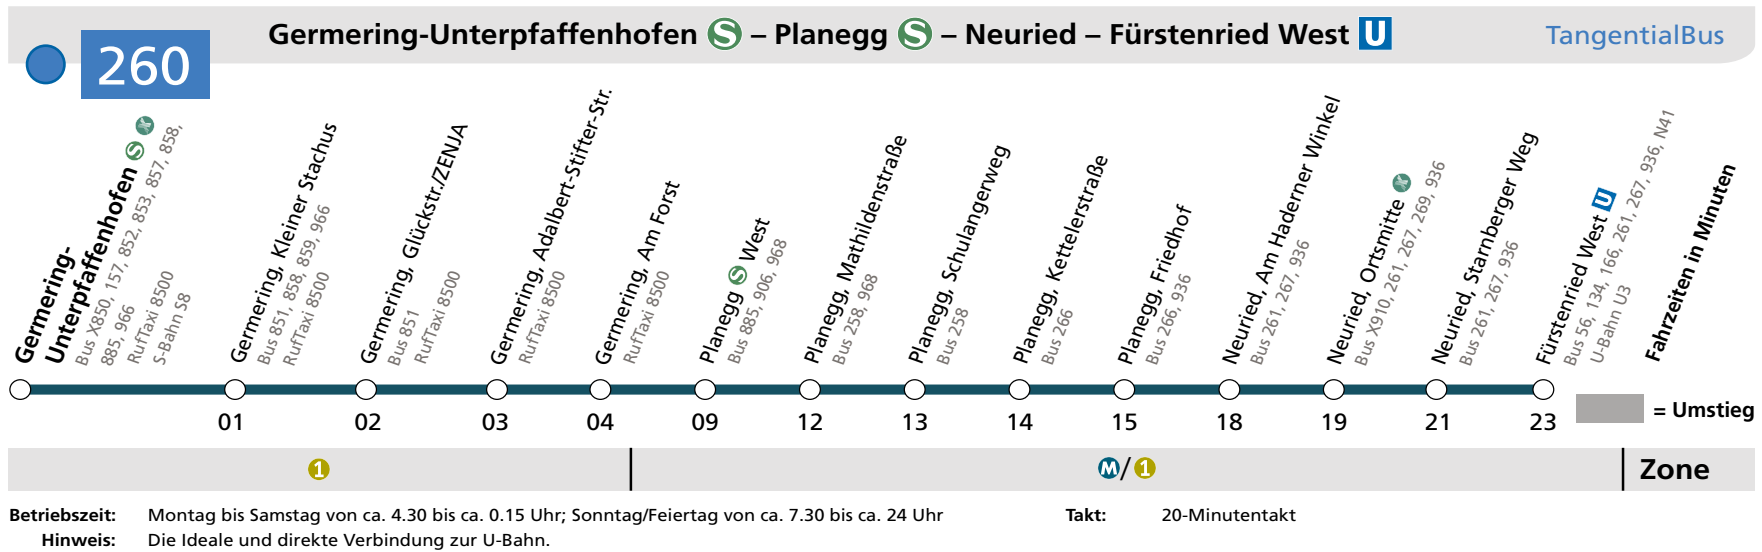 Germering-Unterpfaffenhofen S – Planegg S – Neuried – Fürstenried West U
TangentialBus
260
Germering-
Unterpfaffenhofen S X
Bus X850, 157, 852, 853, 857, 858,
885, 966
RufTaxi 8500
S-Bahn S8
Germering, Kleiner Stachus
Bus 851, 858, 859, 966
RufTaxi 8500
Germering, Glückstr./ZENJA
Bus 851
RufTaxi 8500
Germering, Adalbert-Stifter-Str.
RufTaxi 8500
Germering, Am Forst
RufTaxi 8500
Planegg S West
Bus 885, 906, 968
Planegg, Mathildenstraße
Bus 258, 968
Planegg, Schulangerweg
Bus 258
Planegg, Kettelerstraße
Bus 266
Planegg, Friedhof
Bus 266, 936
Neuried, Am Haderner Winkel
Bus 261, 267, 936
Neuried, Ortsmitte X
Bus X910, 261, 267, 269, 936
Neuried, Starnberger Weg
Bus 261, 267, 936
Fürstenried West U
Bus 56, 134, 166, 261, 267, 936, N41
U-Bahn U3
Fahrzeiten in Minuten
01 02 03 04 09 12 13 14 15 18 19 21 23
= Umstieg
1 M/1 Zone
Betriebszeit: Montag bis Samstag von ca. 4.30 bis ca. 0.15 Uhr; Sonntag/Feiertag von ca. 7.30 bis ca. 24 Uhr Takt: 20-Minutentakt
Hinweis: Die Ideale und direkte Verbindung zur U-Bahn.